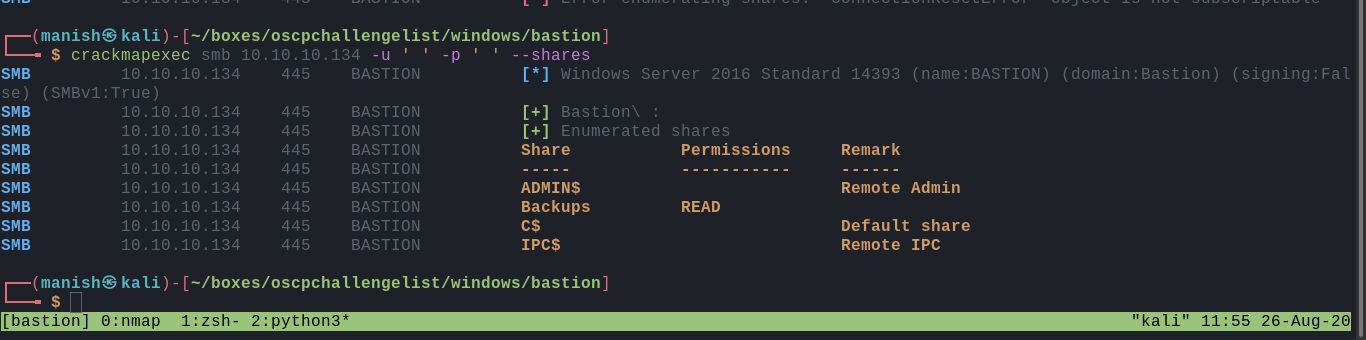 SMB 10.10.10.134 445 BASTION [-] Error enumerating shares: 'ConnectionResetError' object is not subscriptable
┌──(manish㉿kali)-[~/boxes/oscpchallengelist/windows/bastion]
└──╼ $ crackmapexec smb 10.10.10.134 -u ' ' -p ' ' --shares
SMB 10.10.10.134 445 BASTION [*] Windows Server 2016 Standard 14393 (name:BASTION) (domain:Bastion) (signing:Fal
se) (SMBv1:True)
SMB 10.10.10.134 445 BASTION [+] Bastion\ :
SMB 10.10.10.134 445 BASTION [+] Enumerated shares
SMB 10.10.10.134 445 BASTION Share Permissions Remark
SMB 10.10.10.134 445 BASTION ----- ----------- ------
SMB 10.10.10.134 445 BASTION ADMIN$ Remote Admin
SMB 10.10.10.134 445 BASTION Backups READ
SMB 10.10.10.134 445 BASTION C$ Default share
SMB 10.10.10.134 445 BASTION IPC$ Remote IPC
┌──(manish㉿kali)-[~/boxes/oscpchallengelist/windows/bastion]
└──╼ $
[bastion] 0:nmap 1:zsh- 2:python3* "kali" 11:55 26-Aug-20